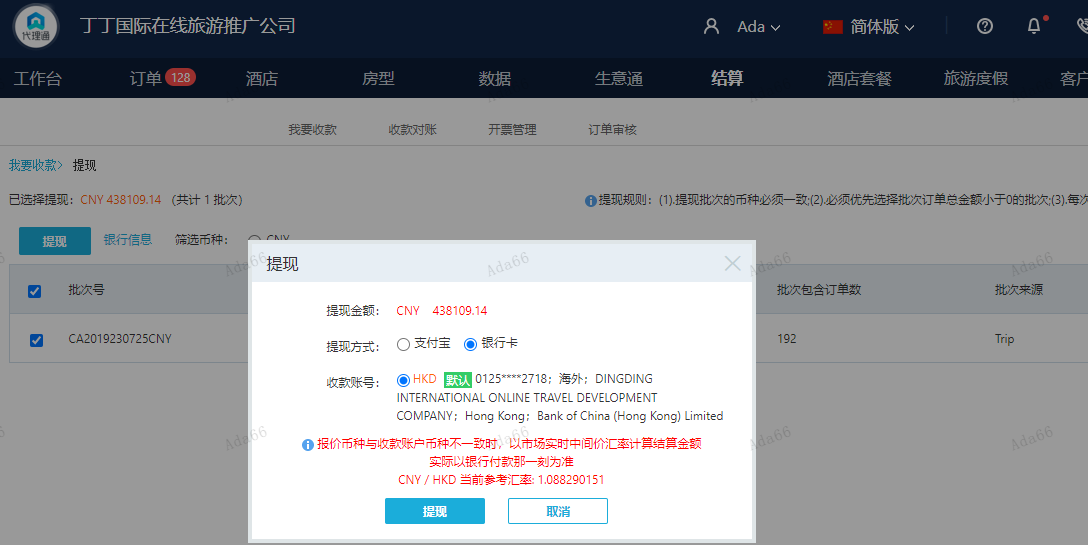 代理通
丁丁国际在线旅游推广公司
Ada
简体版
工作台
订单 128
酒店
房型
数据
生意通
结算
酒店套餐
旅游度假
客户
我要收款
收款对账
开票管理
订单审核
我要收款> 提现
已选择提现：CNY 438109.14 （共计 1 批次）
提现规则：(1).提现批次的币种必须一致;(2).必须优先选择批次订单总金额小于0的批次;(3).每次
提现
银行信息
筛选币种：
CNY
批次号
批次包含订单数
批次来源
CA2019230725CNY
192
Trip
提现
提现金额： CNY 438109.14
提现方式： 支付宝 银行卡
收款账号： HKD 默认 0125****2718；海外；DINGDING
INTERNATIONAL ONLINE TRAVEL DEVELOPMENT
COMPANY；Hong Kong；Bank of China (Hong Kong) Limited
报价币种与收款账户币种不一致时，以市场实时中间价汇率计算结算金额
实际以银行付款那一刻为准
CNY / HKD 当前参考汇率: 1.088290151
提现
取消
Ada66
Ada66
Ada66
Ada66
Ada66
Ada66